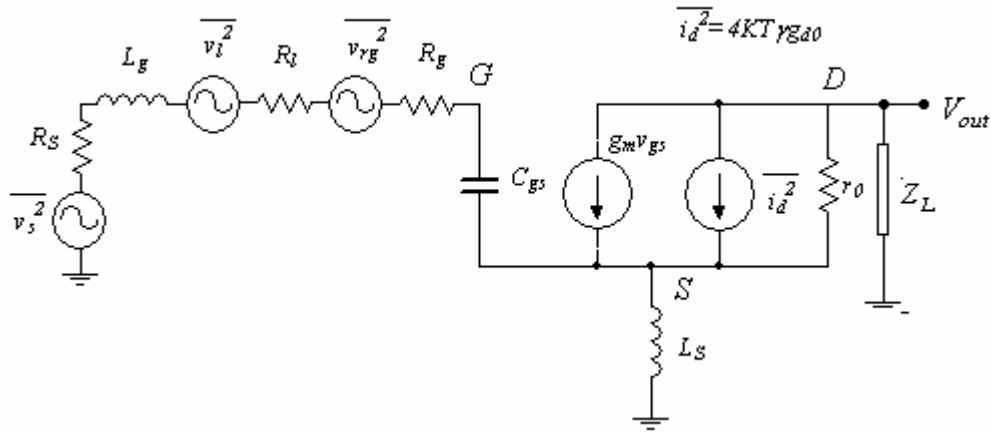 v_l^2
v_rg^2
i_d^2 = 4KTγg_d0
L_g
R_l
R_g
G
D
V_out
R_S
g_m v_gs
C_gs
i_d^2
r_0
Z_L
v_s^2
S
L_S